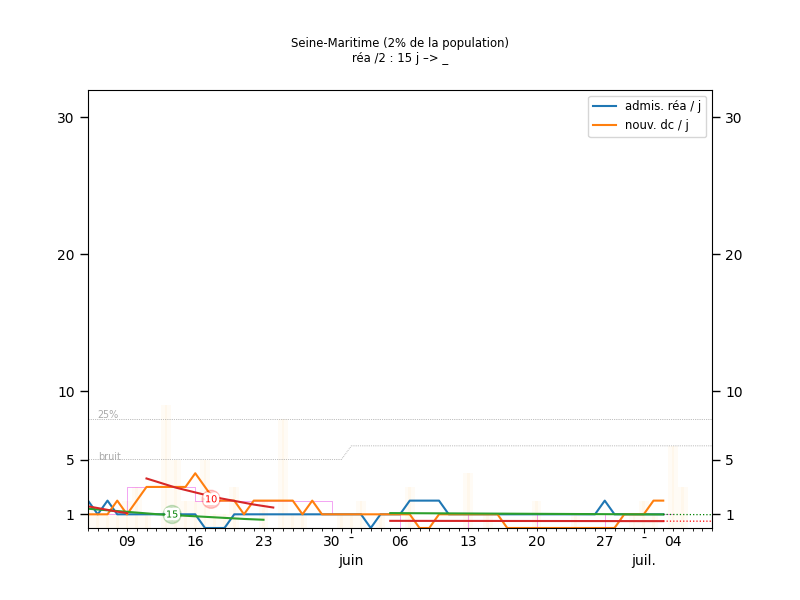 Seine-Maritime (2% de la population)
réa /2 : 15 j –> _
admis. réa / j
nouv. dc / j
30 30
20 20
10 10
25%
5 bruit 5
10
1 15 1
09 16 23 30 - 06 13 20 27 - 04
juin juil.